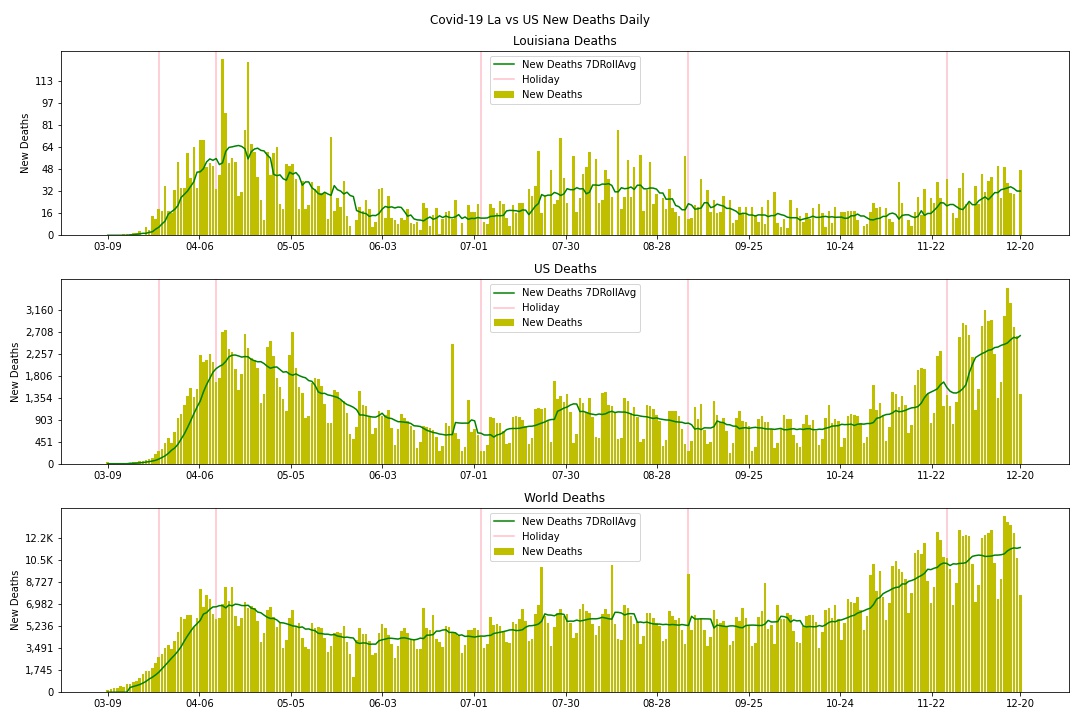 Covid-19 La vs US New Deaths Daily
Louisiana Deaths
New Deaths
113
97
81
64
48
32
16
0
New Deaths 7DRollAvg
Holiday
New Deaths
03-09 04-06 05-05 06-03 07-01 07-30 08-28 09-25 10-24 11-22 12-20
US Deaths
New Deaths
3,160
2,708
2,257
1,806
1,354
903
451
0
New Deaths 7DRollAvg
Holiday
New Deaths
03-09 04-06 05-05 06-03 07-01 07-30 08-28 09-25 10-24 11-22 12-20
World Deaths
New Deaths
12.2K
10.5K
8,727
6,982
5,236
3,491
1,745
0
New Deaths 7DRollAvg
Holiday
New Deaths
03-09 04-06 05-05 06-03 07-01 07-30 08-28 09-25 10-24 11-22 12-20